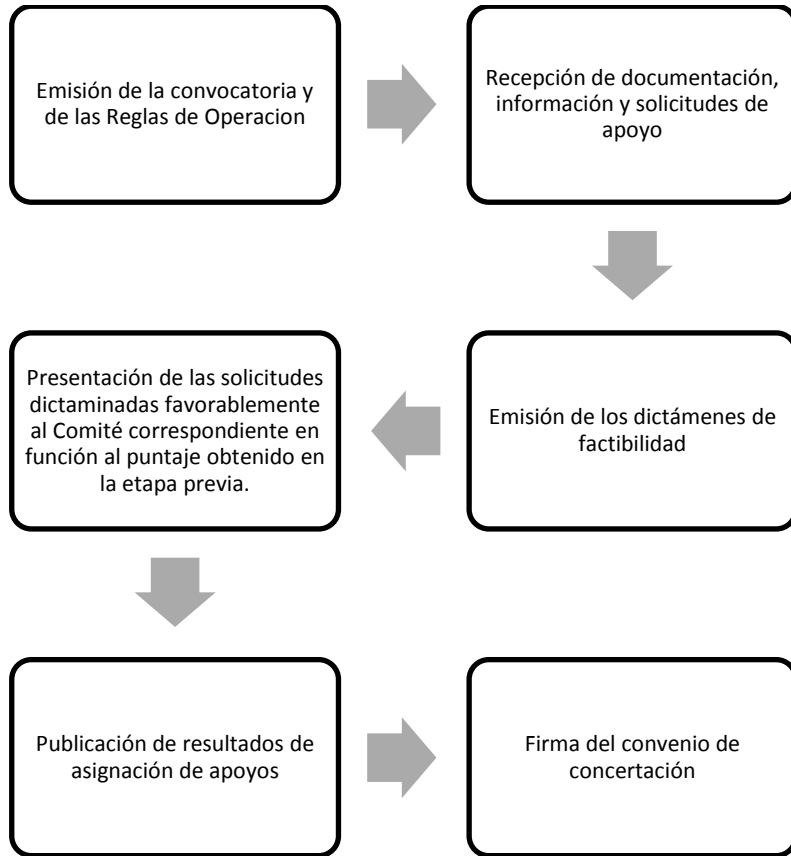 Emisión de la convocatoria y
de las Reglas de Operacion
Recepción de documentación,
información y solicitudes de
apoyo
Emisión de los dictámenes de
factibilidad
Presentación de las solicitudes
dictaminadas favorablemente
al Comité correspondiente en
función al puntaje obtenido en
la etapa previa.
Publicación de resultados de
asignación de apoyos
Firma del convenio de
concertación